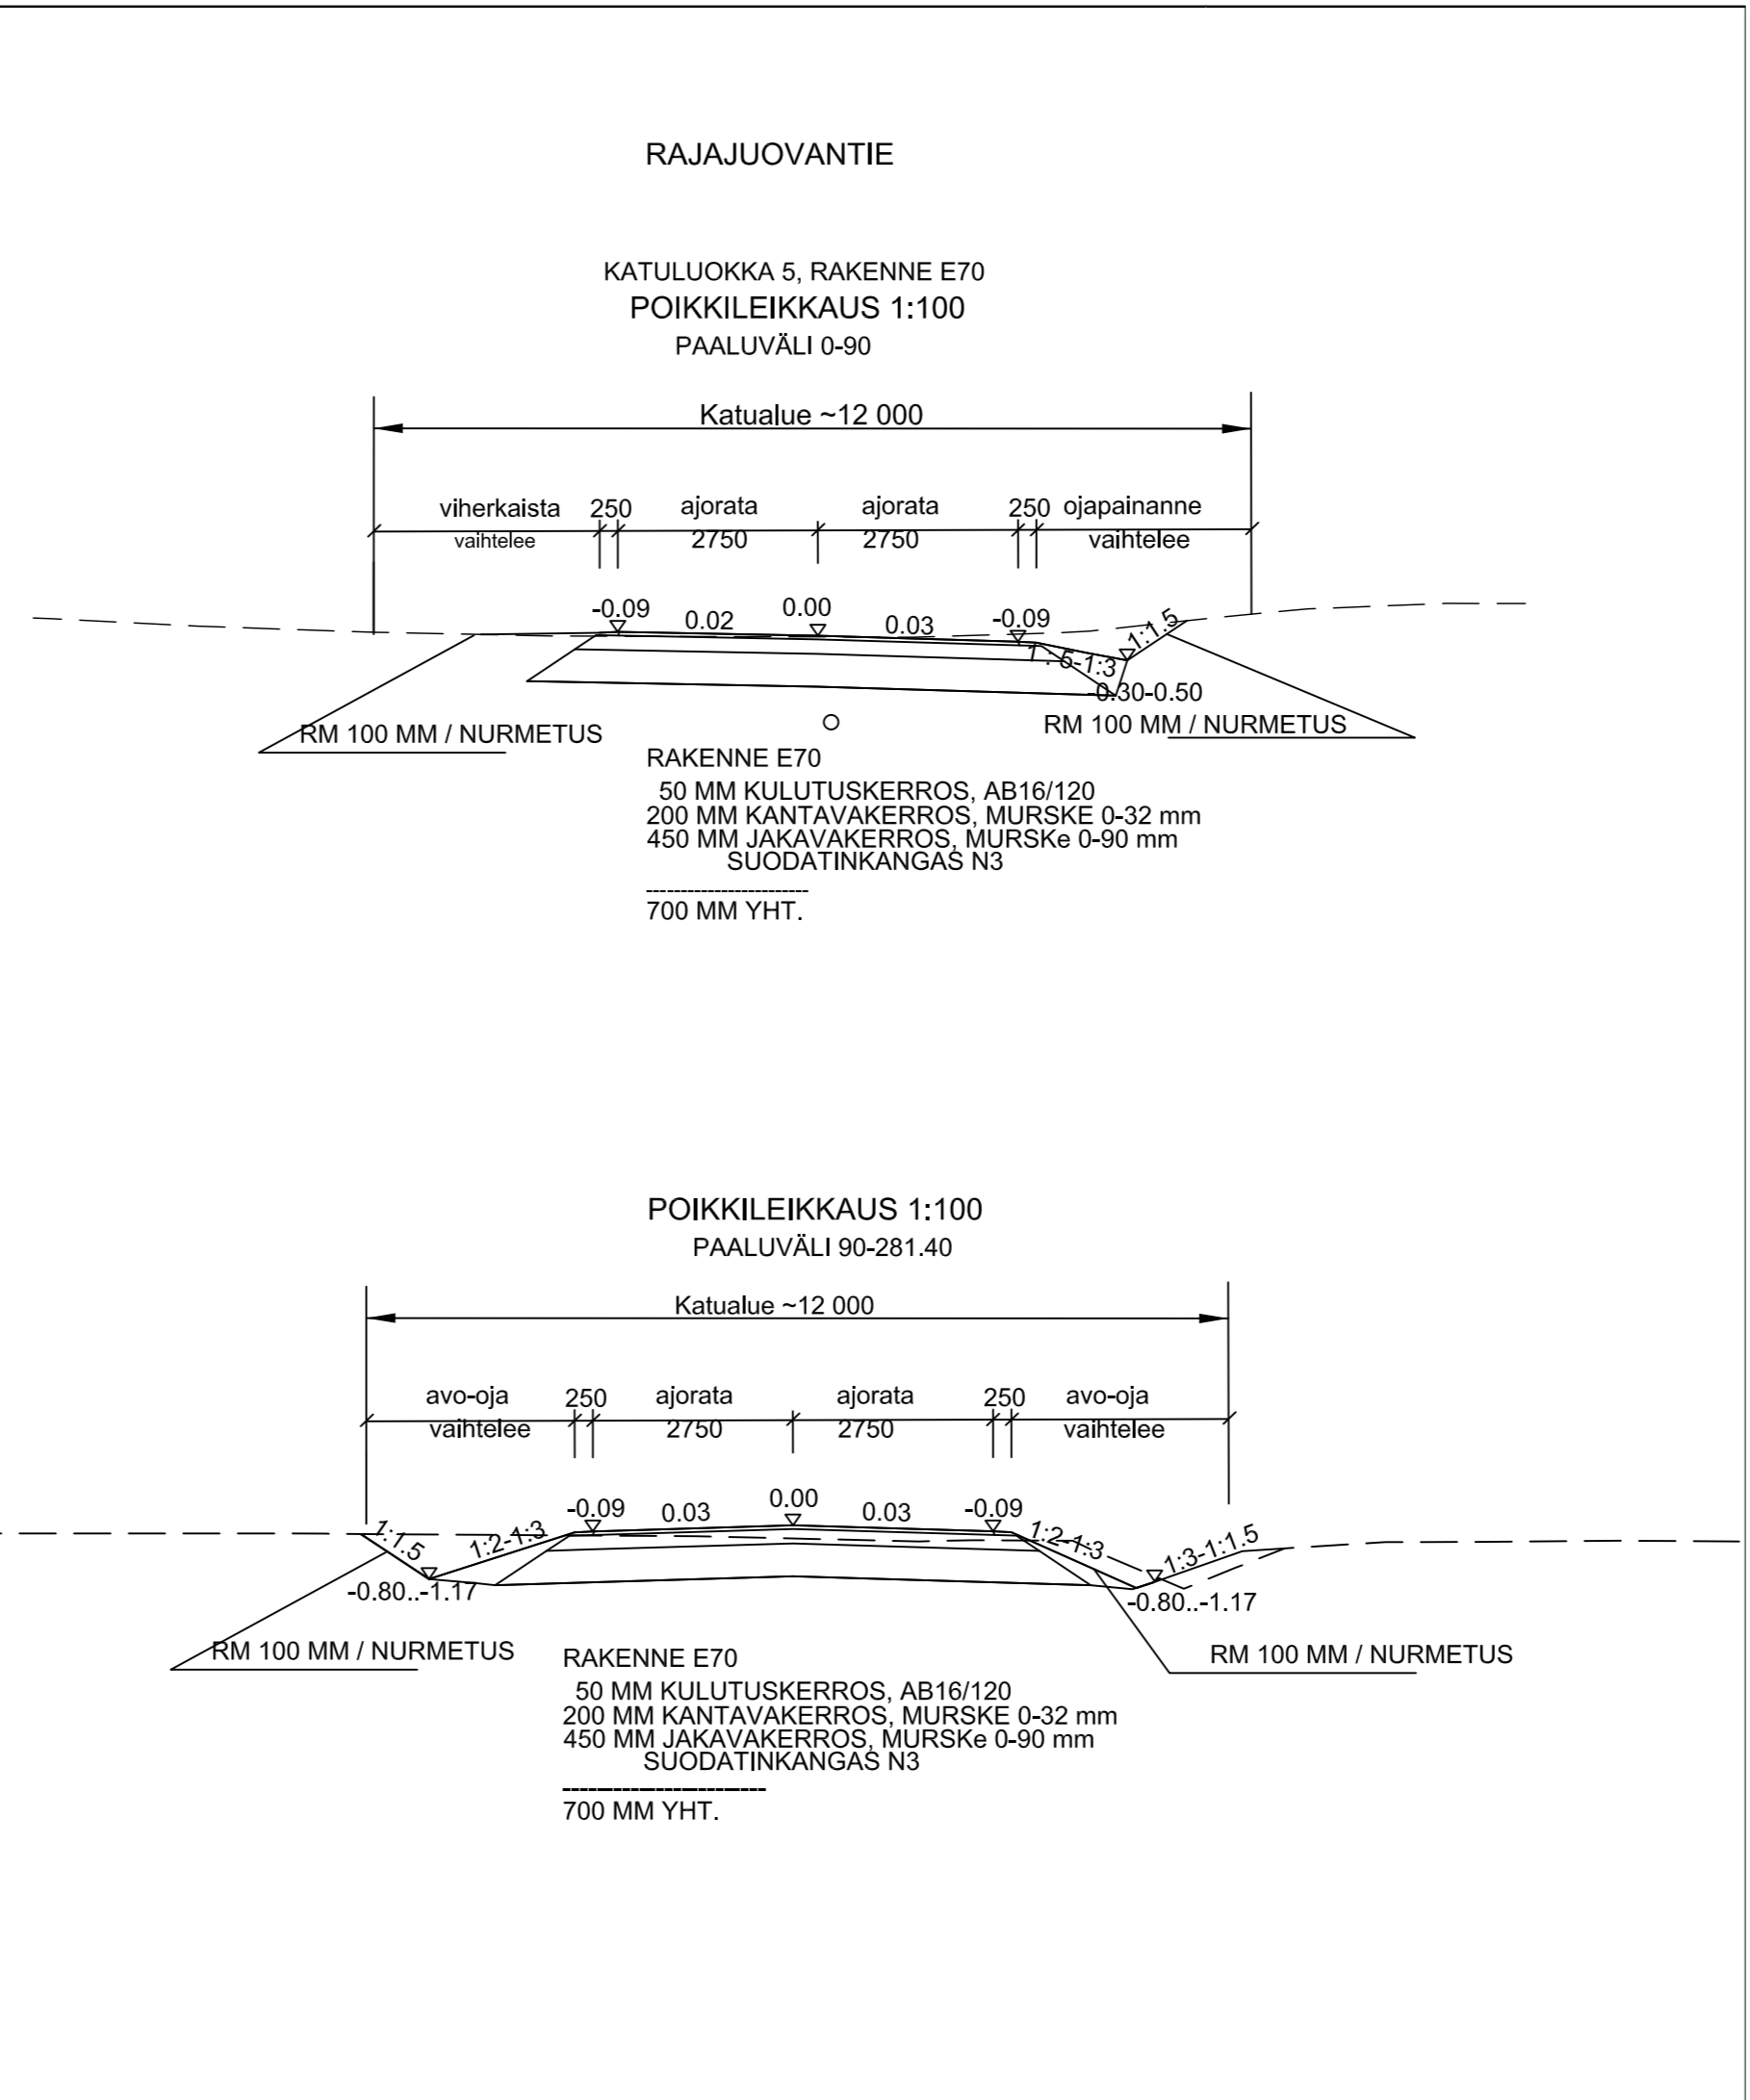 RAJAJUOVANTIE
KATULUOKKA 5, RAKENNE E70
POIKKILEIKKAUS 1:100
PAALUVÄLI 0-90
Katualue ~12 000
viherkaista 250 ajorata ajorata 250 ojapainanne
vaihtelee 2750 2750 vaihtelee
-0.09 0.02 0.00 0.03 -0.09 1:1.5
1 : 5-1:3
-0.30-0.50
RM 100 MM / NURMETUS RM 100 MM / NURMETUS
RAKENNE E70
50 MM KULUTUSKERROS, AB16/120
200 MM KANTAVAKERROS, MURSKE 0-32 mm
450 MM JAKAVAKERROS, MURSKe 0-90 mm
SUODATINKANGAS N3
------------------------
700 MM YHT.
POIKKILEIKKAUS 1:100
PAALUVÄLI 90-281.40
Katualue ~12 000
avo-oja 250 ajorata ajorata 250 avo-oja
vaihtelee 2750 2750 vaihtelee
1:1.5 1:2-1:3 -0.09 0.03 0.00 0.03 -0.09 1:2-1:3 1:3-1:1.5
-0.80..-1.17 -0.80..-1.17
RM 100 MM / NURMETUS RM 100 MM / NURMETUS
RAKENNE E70
50 MM KULUTUSKERROS, AB16/120
200 MM KANTAVAKERROS, MURSKE 0-32 mm
450 MM JAKAVAKERROS, MURSKe 0-90 mm
SUODATINKANGAS N3
------------------------
700 MM YHT.